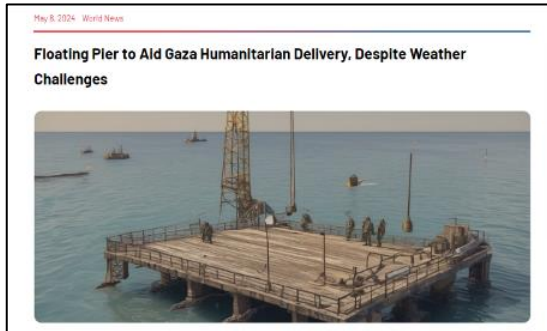 May 8, 2024 World News
Floating Pier to Aid Gaza Humanitarian Delivery, Despite Weather
Challenges